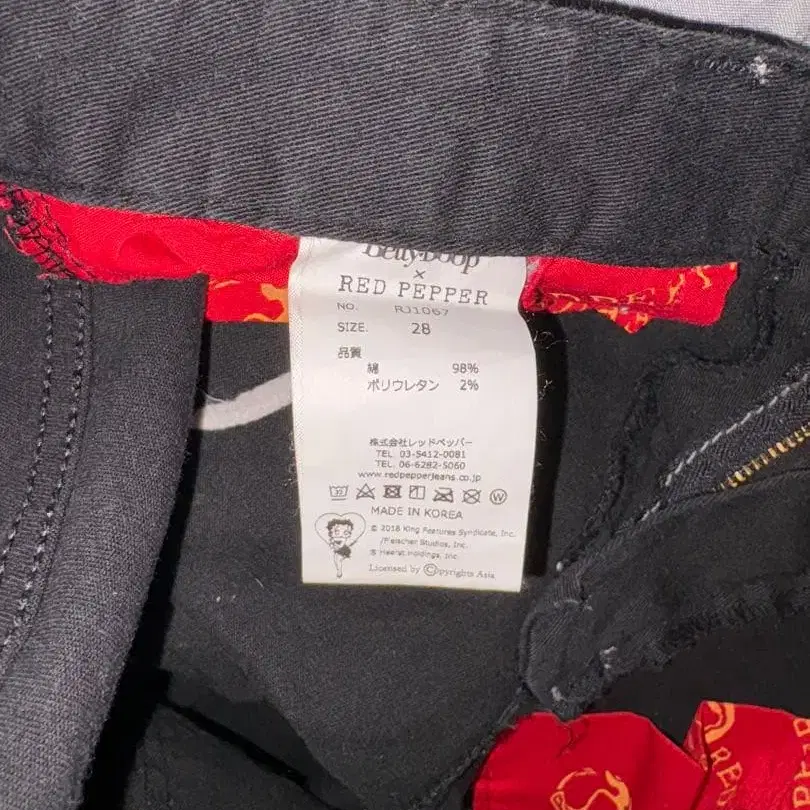 Betty Boop
×
RED PEPPER
NO. RJ1067
SIZE. 28
品質
綿 98%
ポリウレタン 2%
株式会社レッドペッパー
TEL. 03-5412-0081
TEL. 06-6282-5060
www.redpepperjeans.co.jp
MADE IN KOREA
© 2018 King Features Syndicate, Inc.
/Fleischer Studios, Inc.
® Hearst Holdings, Inc.
Licensed by Ⓒopyrights Asia